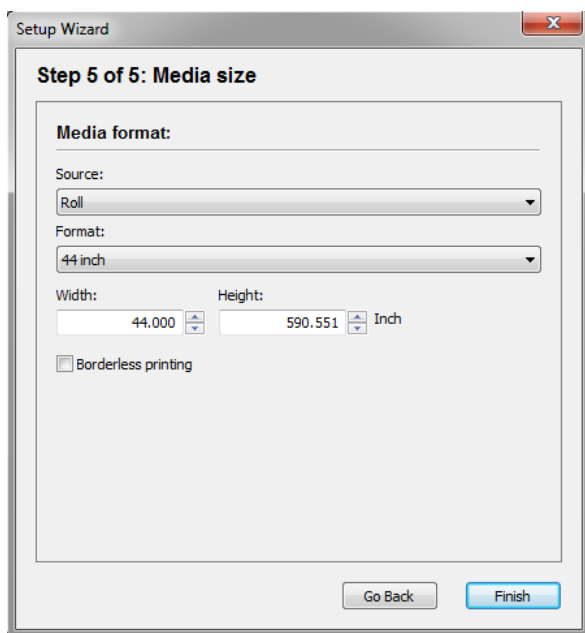 Setup Wizard
Step 5 of 5: Media size
Media format:
Source:
Roll
Format:
44 inch
Width: Height:
44.000 590.551 Inch
Borderless printing
Go Back Finish